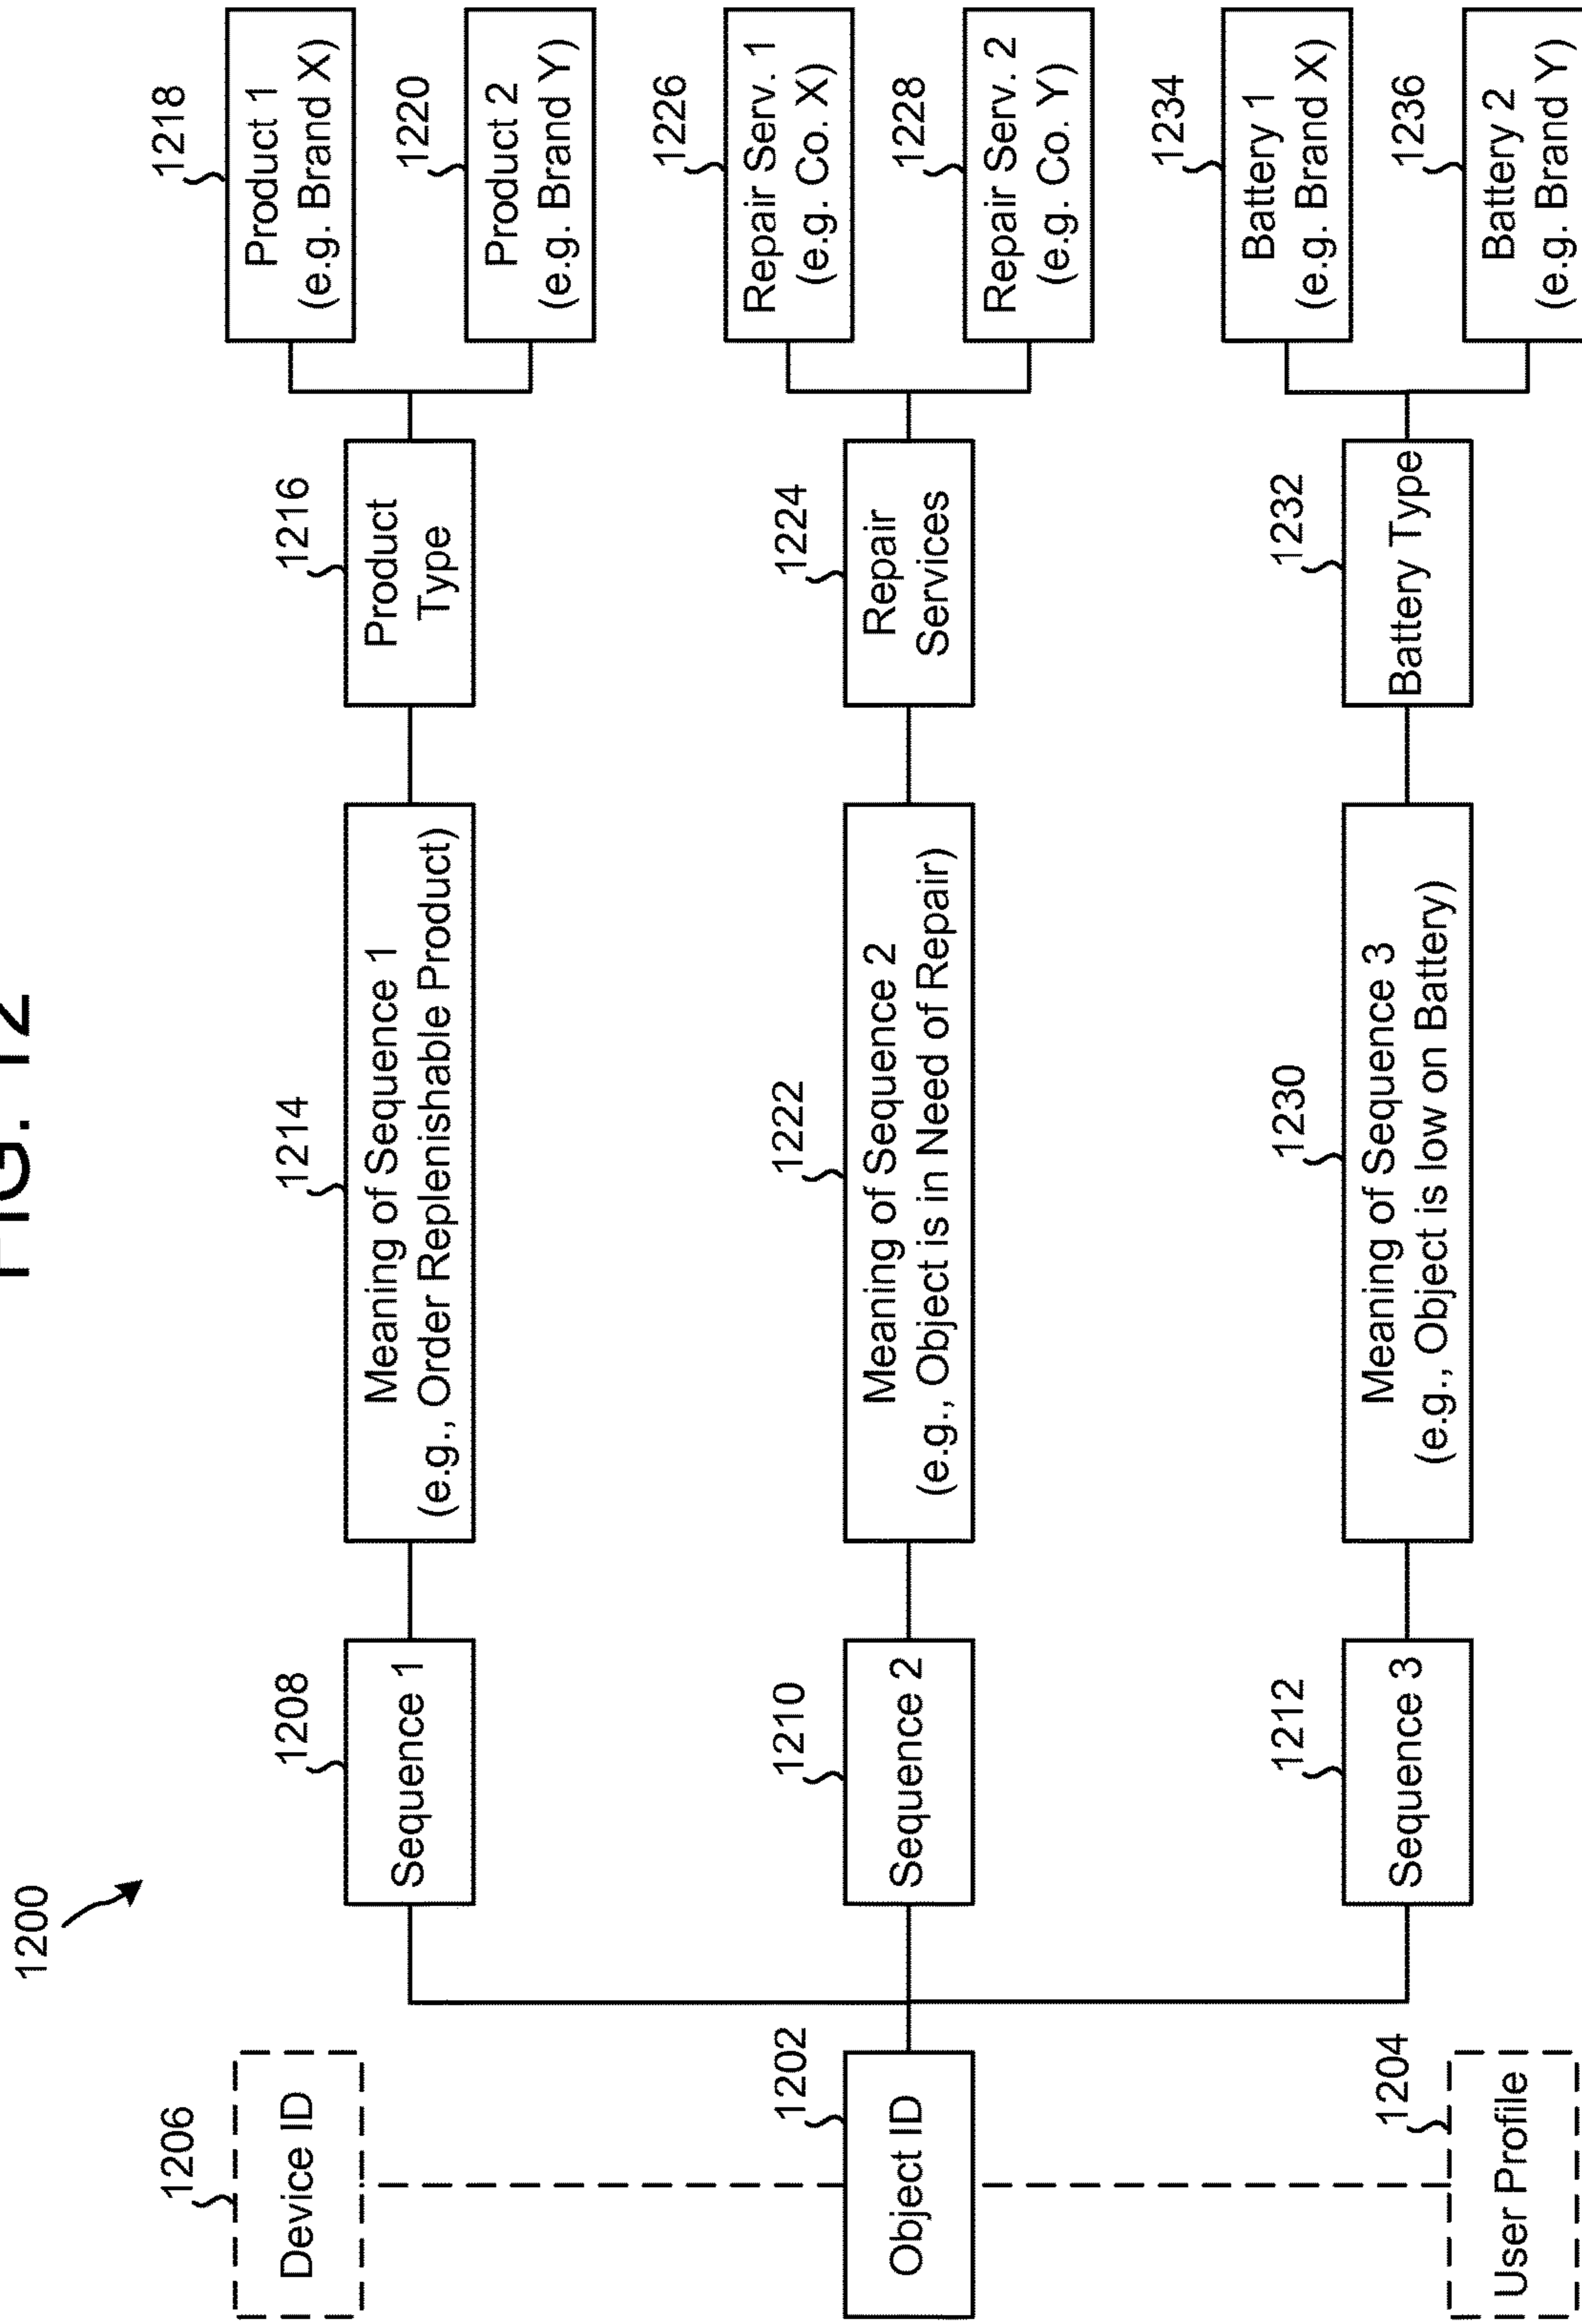 FIG. 12
1200
1206
Device ID
1202
Object ID
1204
User Profile
1208
Sequence 1
1214
Meaning of Sequence 1
(e.g., Order Replenishable Product)
1216
Product
Type
1218
Product 1
(e.g. Brand X)
1220
Product 2
(e.g. Brand Y)
1210
Sequence 2
1222
Meaning of Sequence 2
(e.g., Object is in Need of Repair)
1224
Repair
Services
1226
Repair Serv. 1
(e.g. Co. X)
1228
Repair Serv. 2
(e.g. Co. Y)
1212
Sequence 3
1230
Meaning of Sequence 3
(e.g., Object is low on Battery)
1232
Battery Type
1234
Battery 1
(e.g. Brand X)
1236
Battery 2
(e.g. Brand Y)